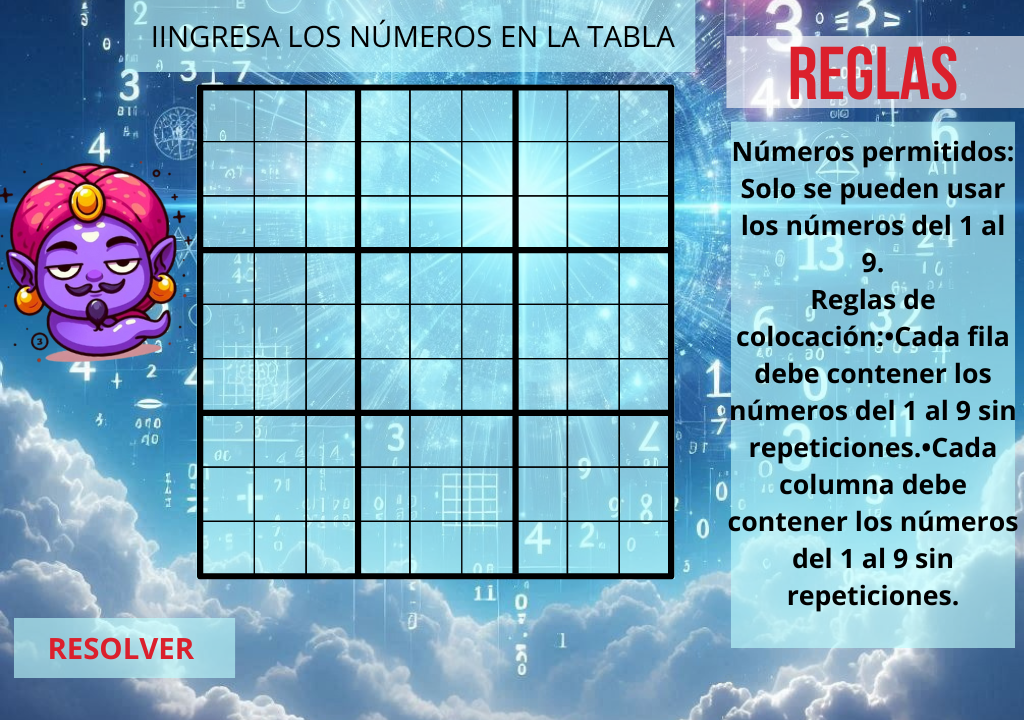 IINGRESA LOS NÚMEROS EN LA TABLA
REGLAS
Números permitidos:
Solo se pueden usar
los números del 1 al
9.
Reglas de
colocación:•Cada fila
debe contener los
números del 1 al 9 sin
repeticiones.•Cada
columna debe
contener los números
del 1 al 9 sin
repeticiones.
RESOLVER